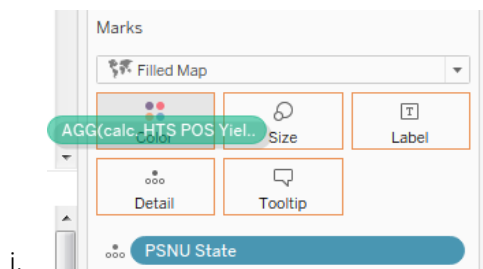 Marks
Filled Map
AGG(calc. HTS POS Yiel..
Color Size Label
T
Detail Tooltip
PSNU State
i.